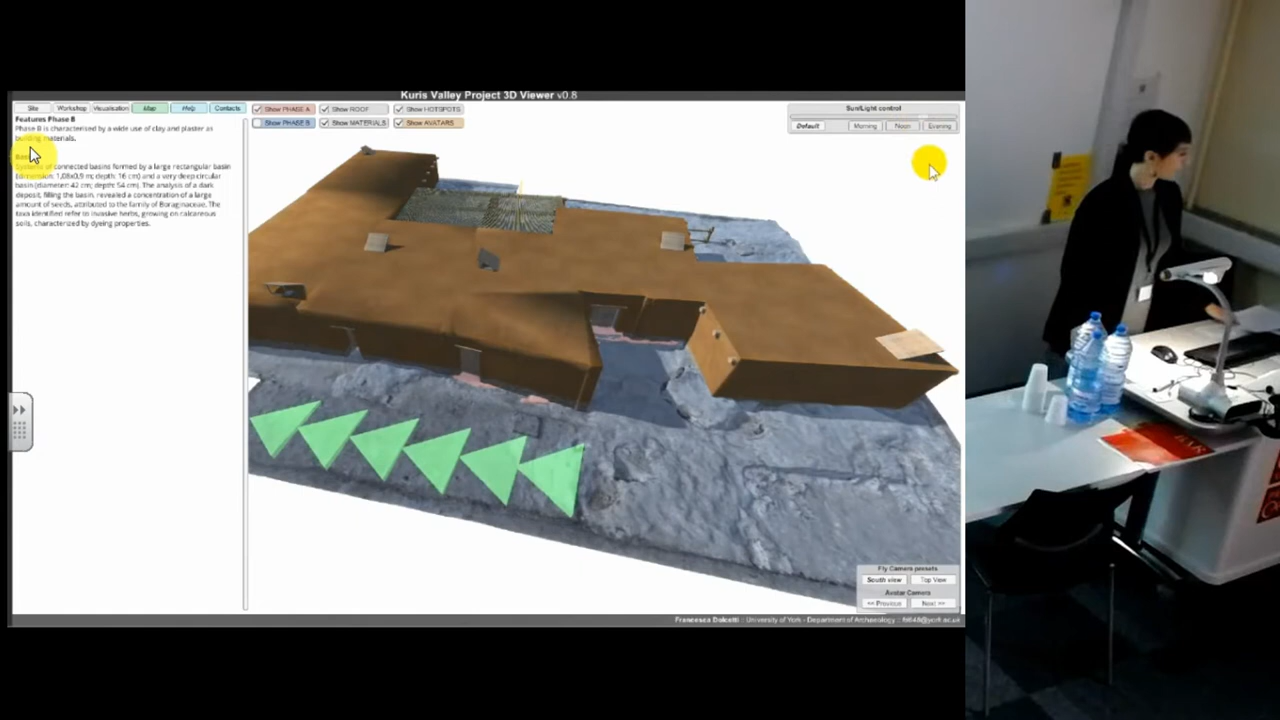 Kuris Valley Project 3D Viewer v0.8
Site Workshop Visualisation Map Help Contacts
Show PHASE A Show ROOF Show HOTSPOTS
Show PHASE B Show MATERIALS Show AVATARS
Sun/Light control
Default Morning Noon Evening
Features Phase B
Phase B is characterised by a wide use of clay and plaster as
building materials.
of connected basins formed by a large rectangular basin
(dimension: 1,08x0,9 m; depth: 16 cm) and a very deep circular
basin (diameter: 42 cm; depth: 54 cm). The analysis of a dark
deposit, filling the basin, revealed a concentration of a large
amount of seeds, attributed to the family of Boraginaceae. The
taxa identified refer to invasive herbs, growing on calcareous
soils, characterized by dyeing properties.
Fly Camera presets
South view Top View
Avatar Camera
<< Previous Next >>
Francesca Dolcetti :: University of York - Department of Archaeology ::
BAR